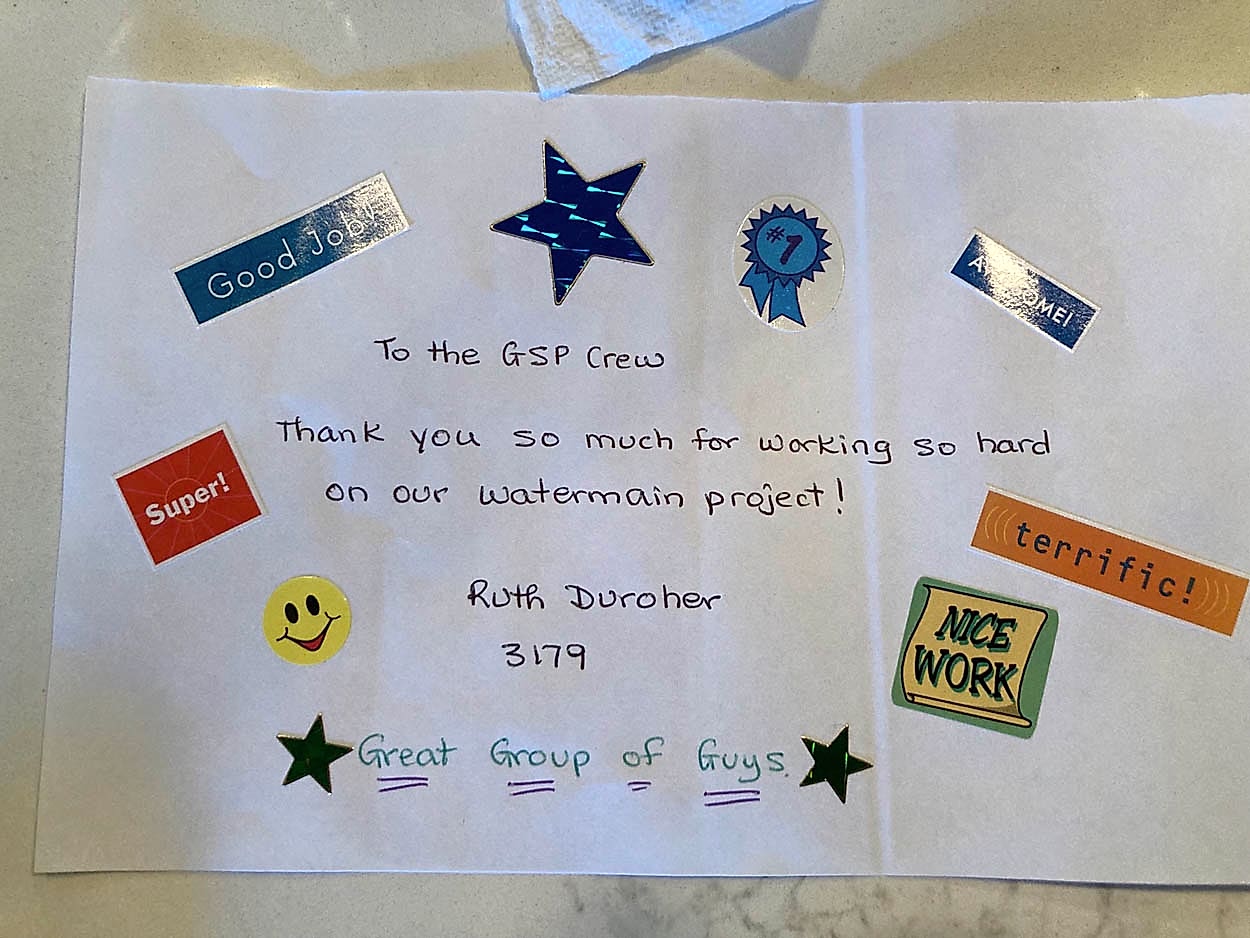 Good Job!
#1
AWESOME!
To the GSP Crew
Thank you so much for working so hard
on our watermain project!
Super!
terrific!
Ruth Duroher
3179
NICE
WORK
Great Group of Guys.